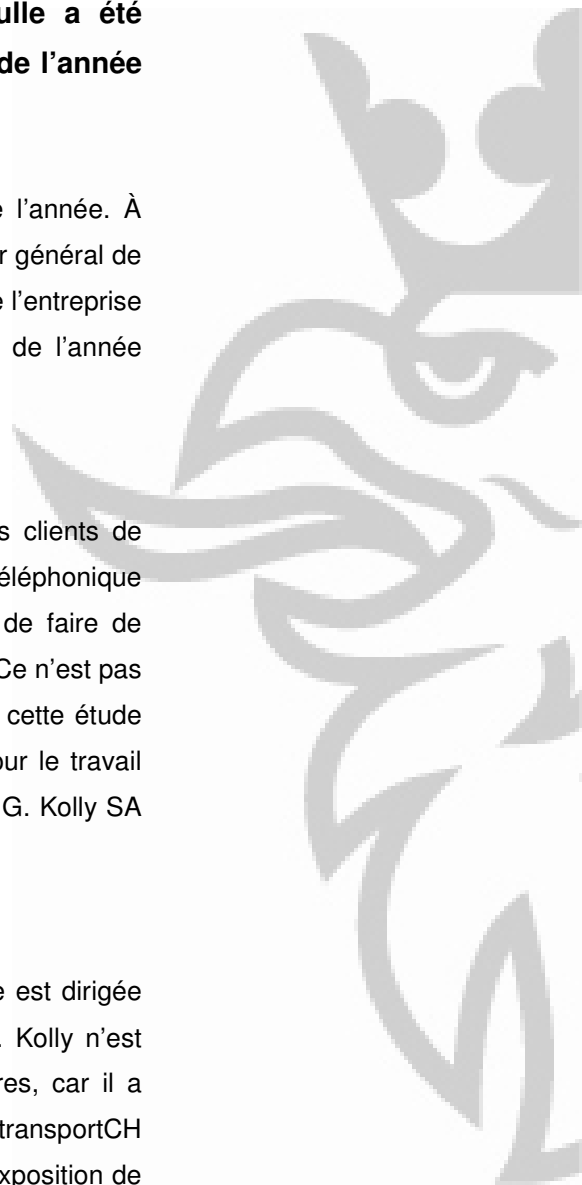 ulle a été
de l'année
e l'année. À
r général de
e l'entreprise
de l'année
s clients de
éléphonique
de faire de
Ce n'est pas
cette étude
our le travail
G. Kolly SA
e est dirigée
. Kolly n'est
res, car il a
transportCH
xposition de